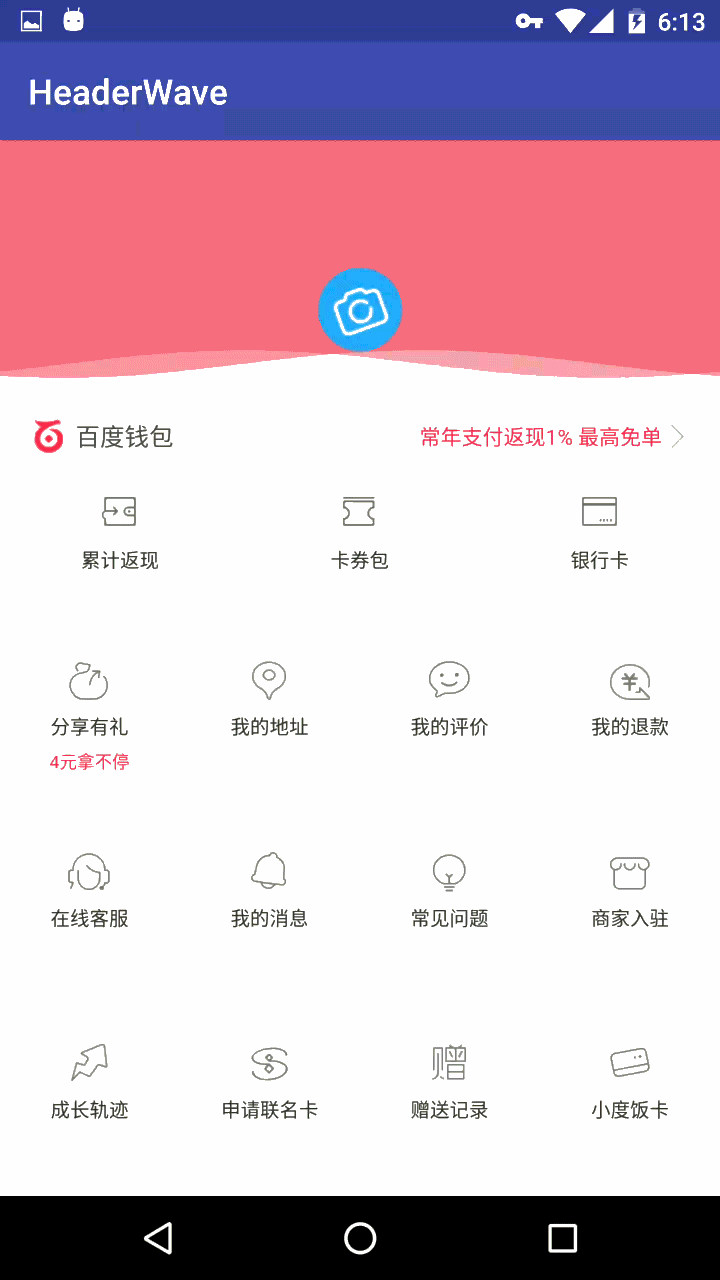 6:13
HeaderWave
百度钱包 常年支付返现1% 最高免单
累计返现 卡券包 银行卡
分享有礼 我的地址 我的评价 我的退款
4元拿不停
在线客服 我的消息 常见问题 商家入驻
赠
成长轨迹 申请联名卡 赠送记录 小度饭卡